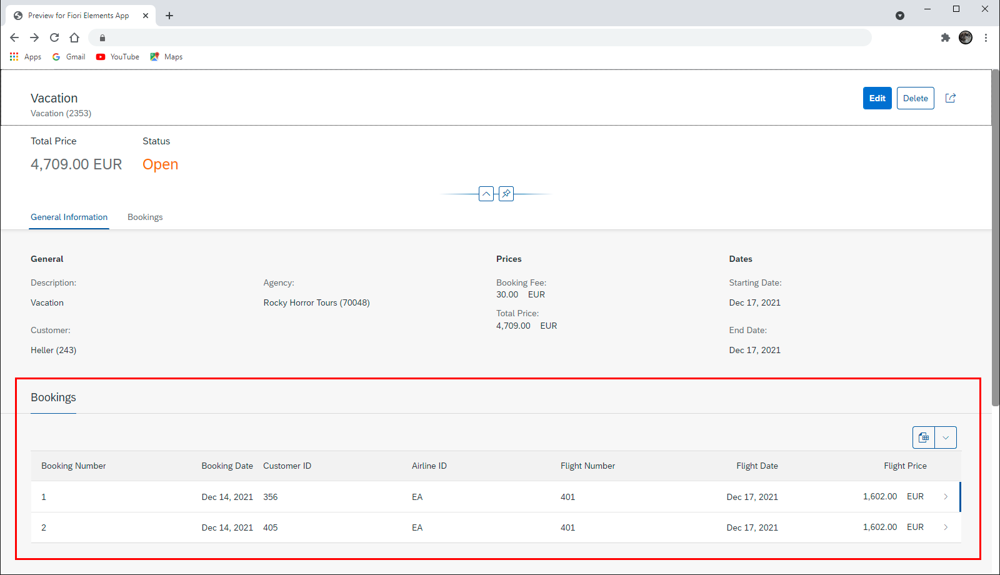 Preview for Fiori Elements App
Apps Gmail YouTube Maps
Vacation
Vacation (2353)
Edit Delete
Total Price Status
4,709.00 EUR Open
General Information Bookings
General Prices Dates
Description: Agency: Booking Fee: Starting Date:
30.00 EUR
Vacation Rocky Horror Tours (70048) Dec 17, 2021
Total Price:
4,709.00 EUR
Customer: End Date:
Heller (243) Dec 17, 2021
Bookings
Booking Number Booking Date Customer ID Airline ID Flight Number Flight Date Flight Price
1 Dec 14, 2021 356 EA 401 Dec 17, 2021 1,602.00 EUR
2 Dec 14, 2021 405 EA 401 Dec 17, 2021 1,602.00 EUR